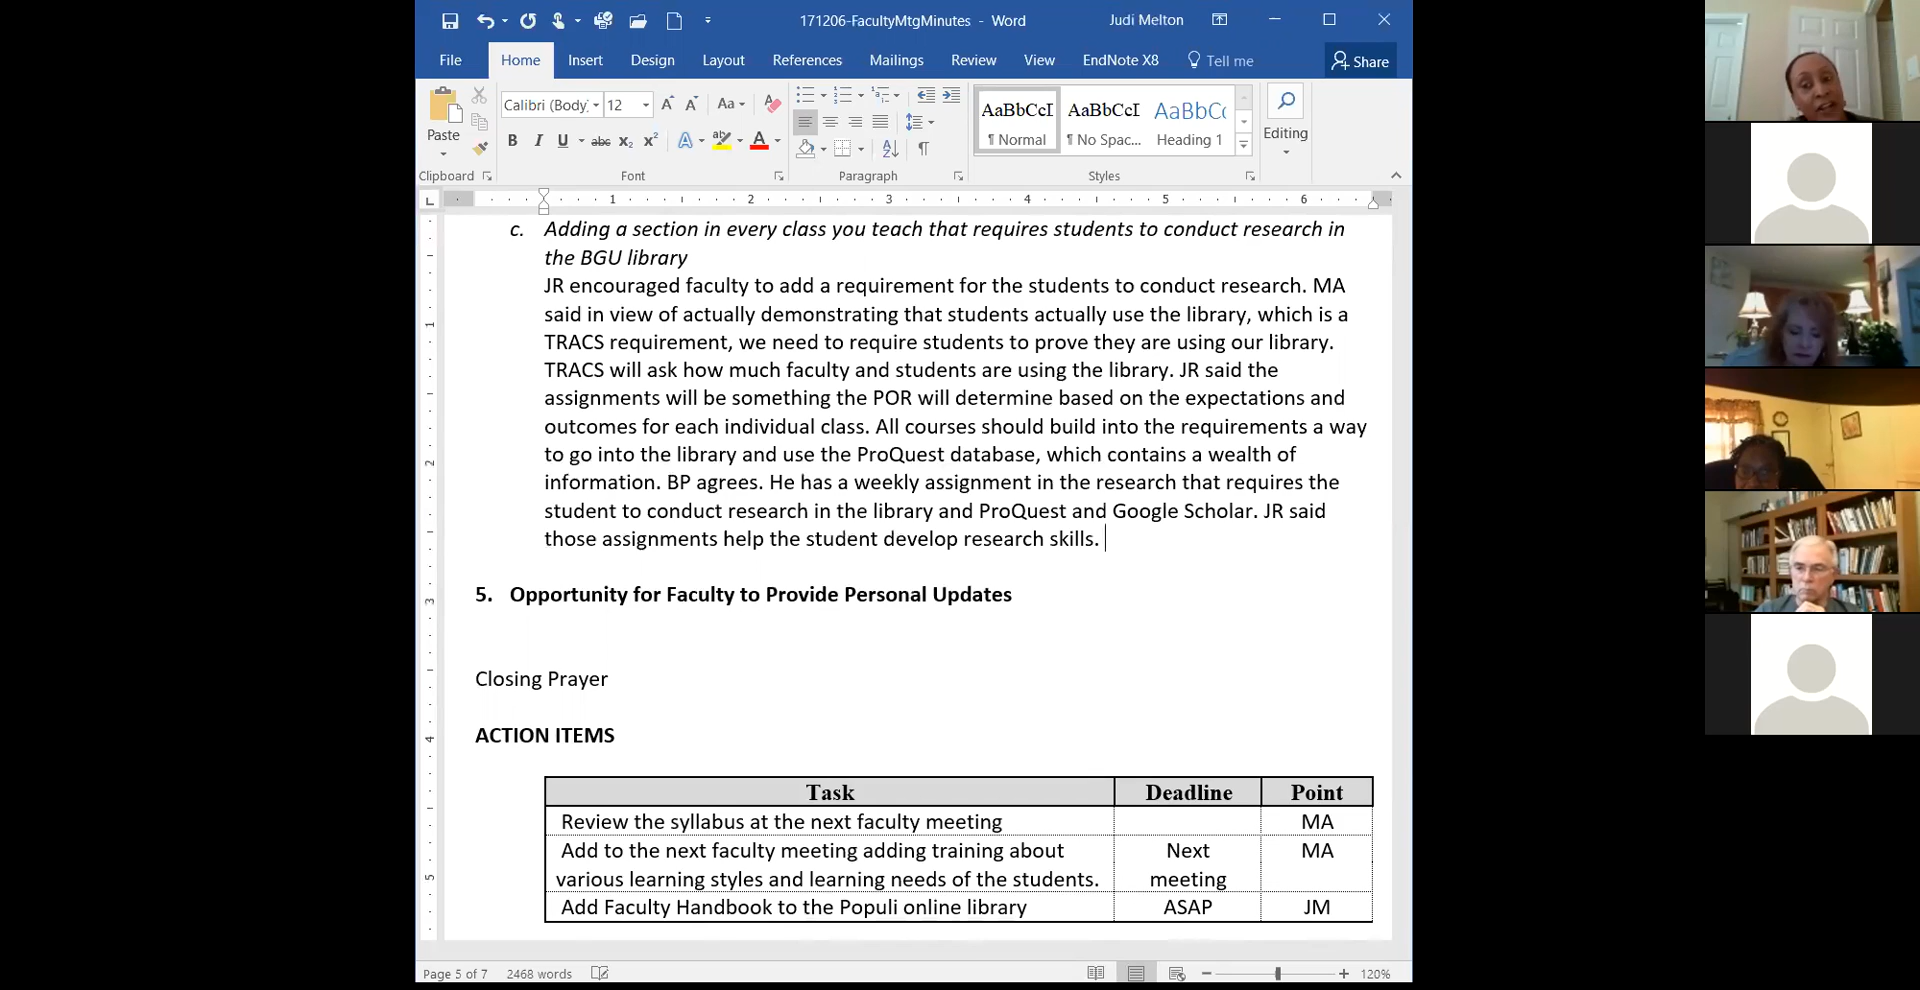 171206-FacultyMtgMinutes - Word
Judi Melton
File Home Insert Design Layout References Mailings Review View EndNote X8 Tell me Share
Calibri (Body) 12
Aa
AaBbCcI AaBbCcI AaBbCc
Paste
B I U abc x₂ x² A ab A
¶ Normal ¶ No Spac... Heading 1
Editing
Clipboard Font Paragraph Styles
1 2 3 4 5 6
c. Adding a section in every class you teach that requires students to conduct research in
the BGU library
JR encouraged faculty to add a requirement for the students to conduct research. MA
said in view of actually demonstrating that students actually use the library, which is a
TRACS requirement, we need to require students to prove they are using our library.
TRACS will ask how much faculty and students are using the library. JR said the
assignments will be something the POR will determine based on the expectations and
outcomes for each individual class. All courses should build into the requirements a way
to go into the library and use the ProQuest database, which contains a wealth of
information. BP agrees. He has a weekly assignment in the research that requires the
student to conduct research in the library and ProQuest and Google Scholar. JR said
those assignments help the student develop research skills.
5. Opportunity for Faculty to Provide Personal Updates
Closing Prayer
ACTION ITEMS
Task Deadline Point
Review the syllabus at the next faculty meeting MA
Add to the next faculty meeting adding training about Next MA
various learning styles and learning needs of the students. meeting
Add Faculty Handbook to the Populi online library ASAP JM
Page 5 of 7 2468 words 120%